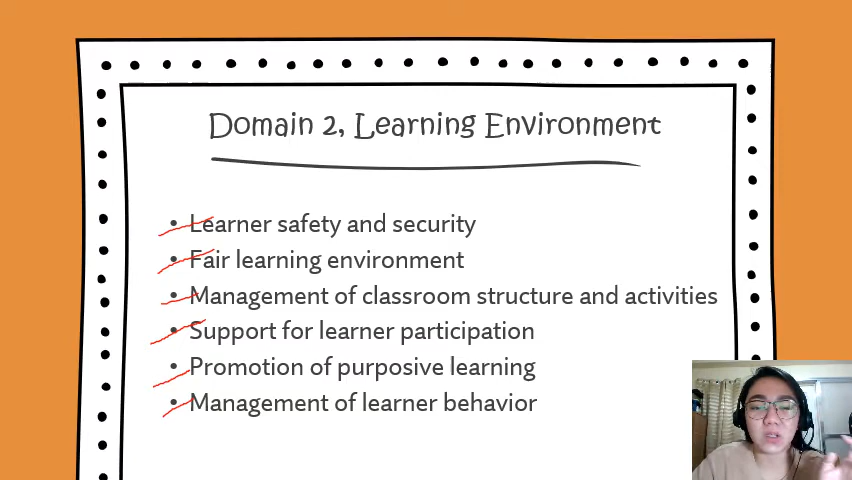 Domain 2, Learning Environment
• Learner safety and security
• Fair learning environment
• Management of classroom structure and activities
• Support for learner participation
• Promotion of purposive learning
• Management of learner behavior